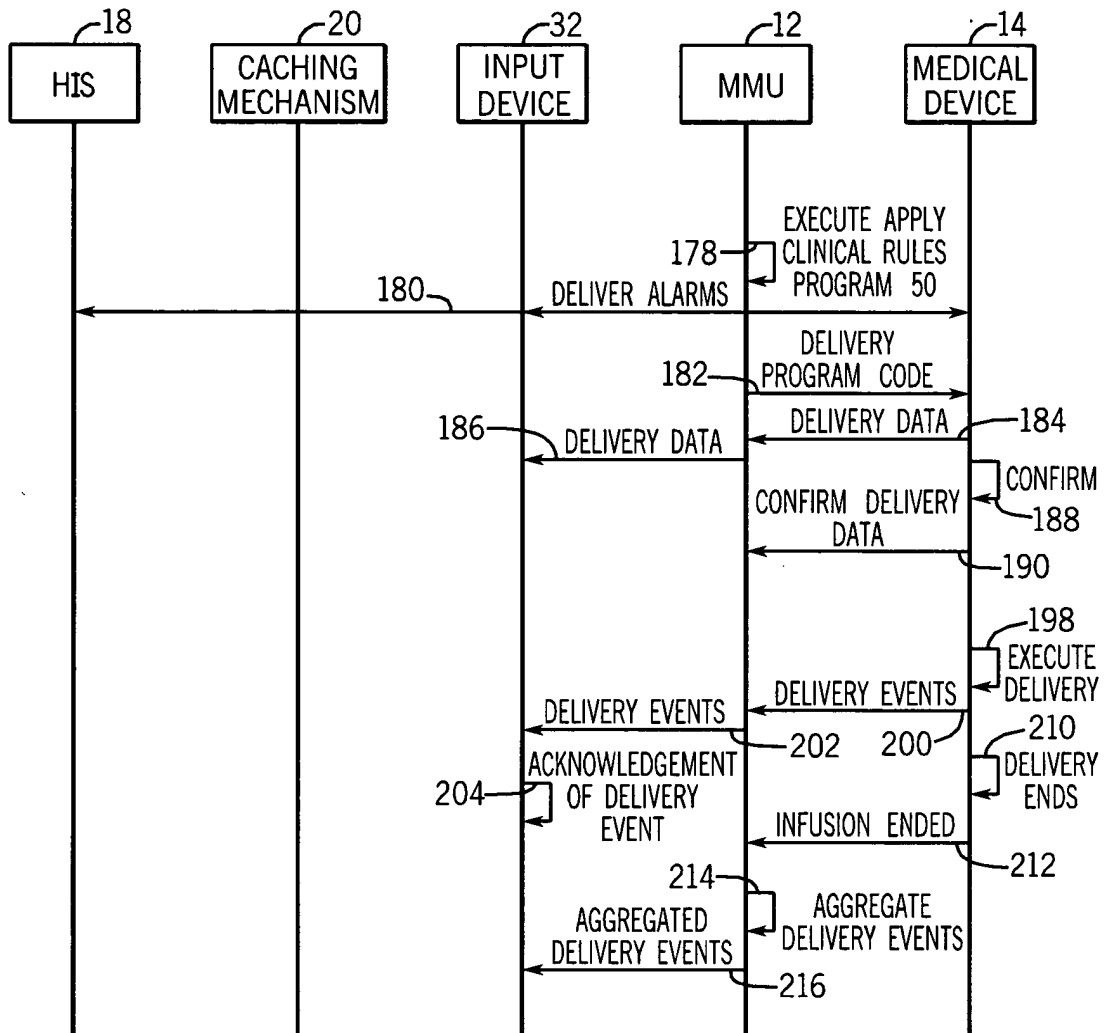 18
20
32
12
14
HIS
CACHING
MECHANISM
INPUT
DEVICE
MMU
MEDICAL
DEVICE
178
EXECUTE APPLY
CLINICAL RULES
PROGRAM 50
180
DELIVER ALARMS
182
DELIVERY
PROGRAM CODE
DELIVERY DATA
184
186
DELIVERY DATA
CONFIRM
188
CONFIRM DELIVERY
DATA
190
198
EXECUTE
DELIVERY
DELIVERY EVENTS
200
DELIVERY EVENTS
202
210
DELIVERY
ENDS
204
ACKNOWLEDGEMENT
OF DELIVERY
EVENT
INFUSION ENDED
212
214
AGGREGATE
DELIVERY EVENTS
AGGREGATED
DELIVERY EVENTS
216